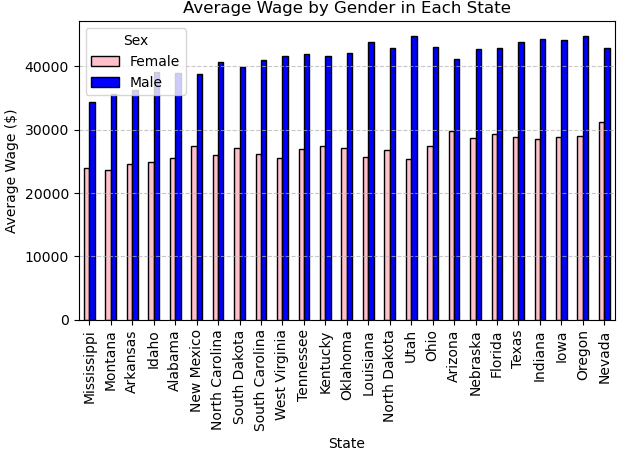 Average Wage by Gender in Each State
Sex
Female
Male
Average Wage ($)
40000
30000
20000
10000
0
Mississippi
Montana
Arkansas
Idaho
Alabama
New Mexico
North Carolina
South Dakota
South Carolina
West Virginia
Tennessee
Kentucky
Oklahoma
Louisiana
North Dakota
Utah
Ohio
Arizona
Nebraska
Florida
Texas
Indiana
Iowa
Oregon
Nevada
State